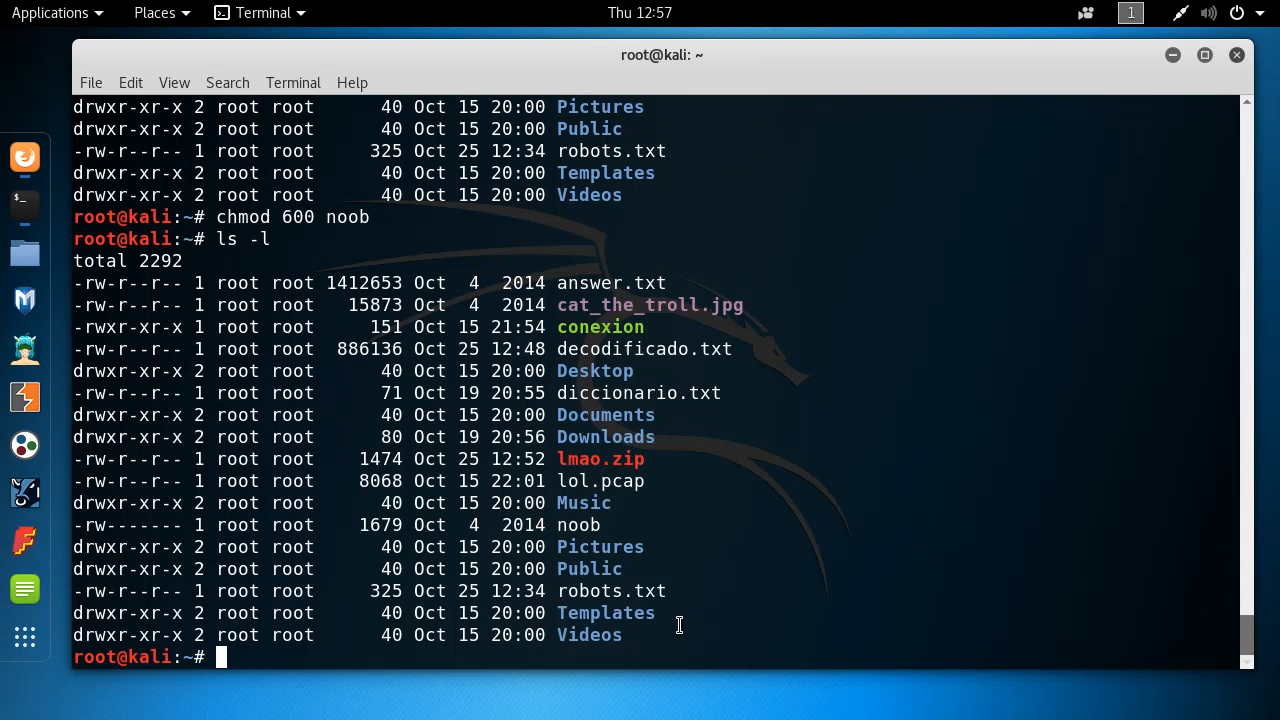 Applications Places Terminal Thu 12:57 1
root@kali: ~
File Edit View Search Terminal Help
drwxr-xr-x 2 root root      40 Oct 15 20:00 Pictures
drwxr-xr-x 2 root root      40 Oct 15 20:00 Public
-rw-r--r-- 1 root root     325 Oct 25 12:34 robots.txt
drwxr-xr-x 2 root root      40 Oct 15 20:00 Templates
drwxr-xr-x 2 root root      40 Oct 15 20:00 Videos
root@kali:~# chmod 600 noob
root@kali:~# ls -l
total 2292
-rw-r--r-- 1 root root 1412653 Oct  4  2014 answer.txt
-rw-r--r-- 1 root root   15873 Oct  4  2014 cat_the_troll.jpg
-rwxr-xr-x 1 root root     151 Oct 15 21:54 conexion
-rw-r--r-- 1 root root  886136 Oct 25 12:48 decodificado.txt
drwxr-xr-x 2 root root      40 Oct 15 20:00 Desktop
-rw-r--r-- 1 root root      71 Oct 19 20:55 diccionario.txt
drwxr-xr-x 2 root root      40 Oct 15 20:00 Documents
drwxr-xr-x 2 root root      80 Oct 19 20:56 Downloads
-rw-r--r-- 1 root root    1474 Oct 25 12:52 lmao.zip
-rw-r--r-- 1 root root    8068 Oct 15 22:01 lol.pcap
drwxr-xr-x 2 root root      40 Oct 15 20:00 Music
-rw------- 1 root root    1679 Oct  4  2014 noob
drwxr-xr-x 2 root root      40 Oct 15 20:00 Pictures
drwxr-xr-x 2 root root      40 Oct 15 20:00 Public
-rw-r--r-- 1 root root     325 Oct 25 12:34 robots.txt
drwxr-xr-x 2 root root      40 Oct 15 20:00 Templates
drwxr-xr-x 2 root root      40 Oct 15 20:00 Videos
root@kali:~#